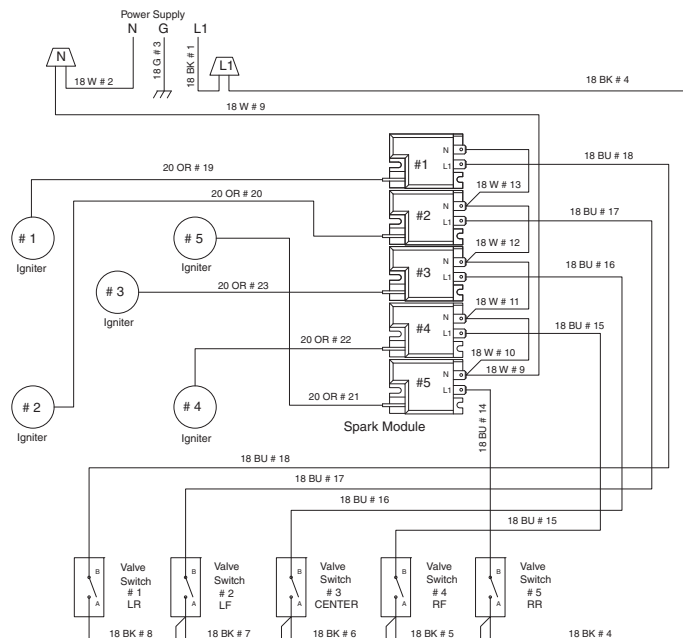 Power Supply
N G L1
N
18 W # 2
18 G # 3
18 BK # 1
L1
18 BK # 4
18 W # 9
N
L1
#1
18 BU # 18
20 OR # 19
18 W # 13
20 OR # 20
N
L1
#2
18 BU # 17
# 1
Igniter
# 5
Igniter
18 W # 12
N
L1
#3
18 BU # 16
# 3
Igniter
20 OR # 23
18 W # 11
N
L1
#4
18 BU # 15
20 OR # 22
18 W # 10
18 W # 9
N
L1
#5
20 OR # 21
# 2
Igniter
# 4
Igniter
18 BU # 14
Spark Module
18 BU # 18
18 BU # 17
18 BU # 16
18 BU # 15
B
A
Valve
Switch
# 1
LR
B
A
Valve
Switch
# 2
LF
B
A
Valve
Switch
# 3
CENTER
B
A
Valve
Switch
# 4
RF
B
A
Valve
Switch
# 5
RR
18 BK # 8
18 BK # 7
18 BK # 6
18 BK # 5
18 BK # 4